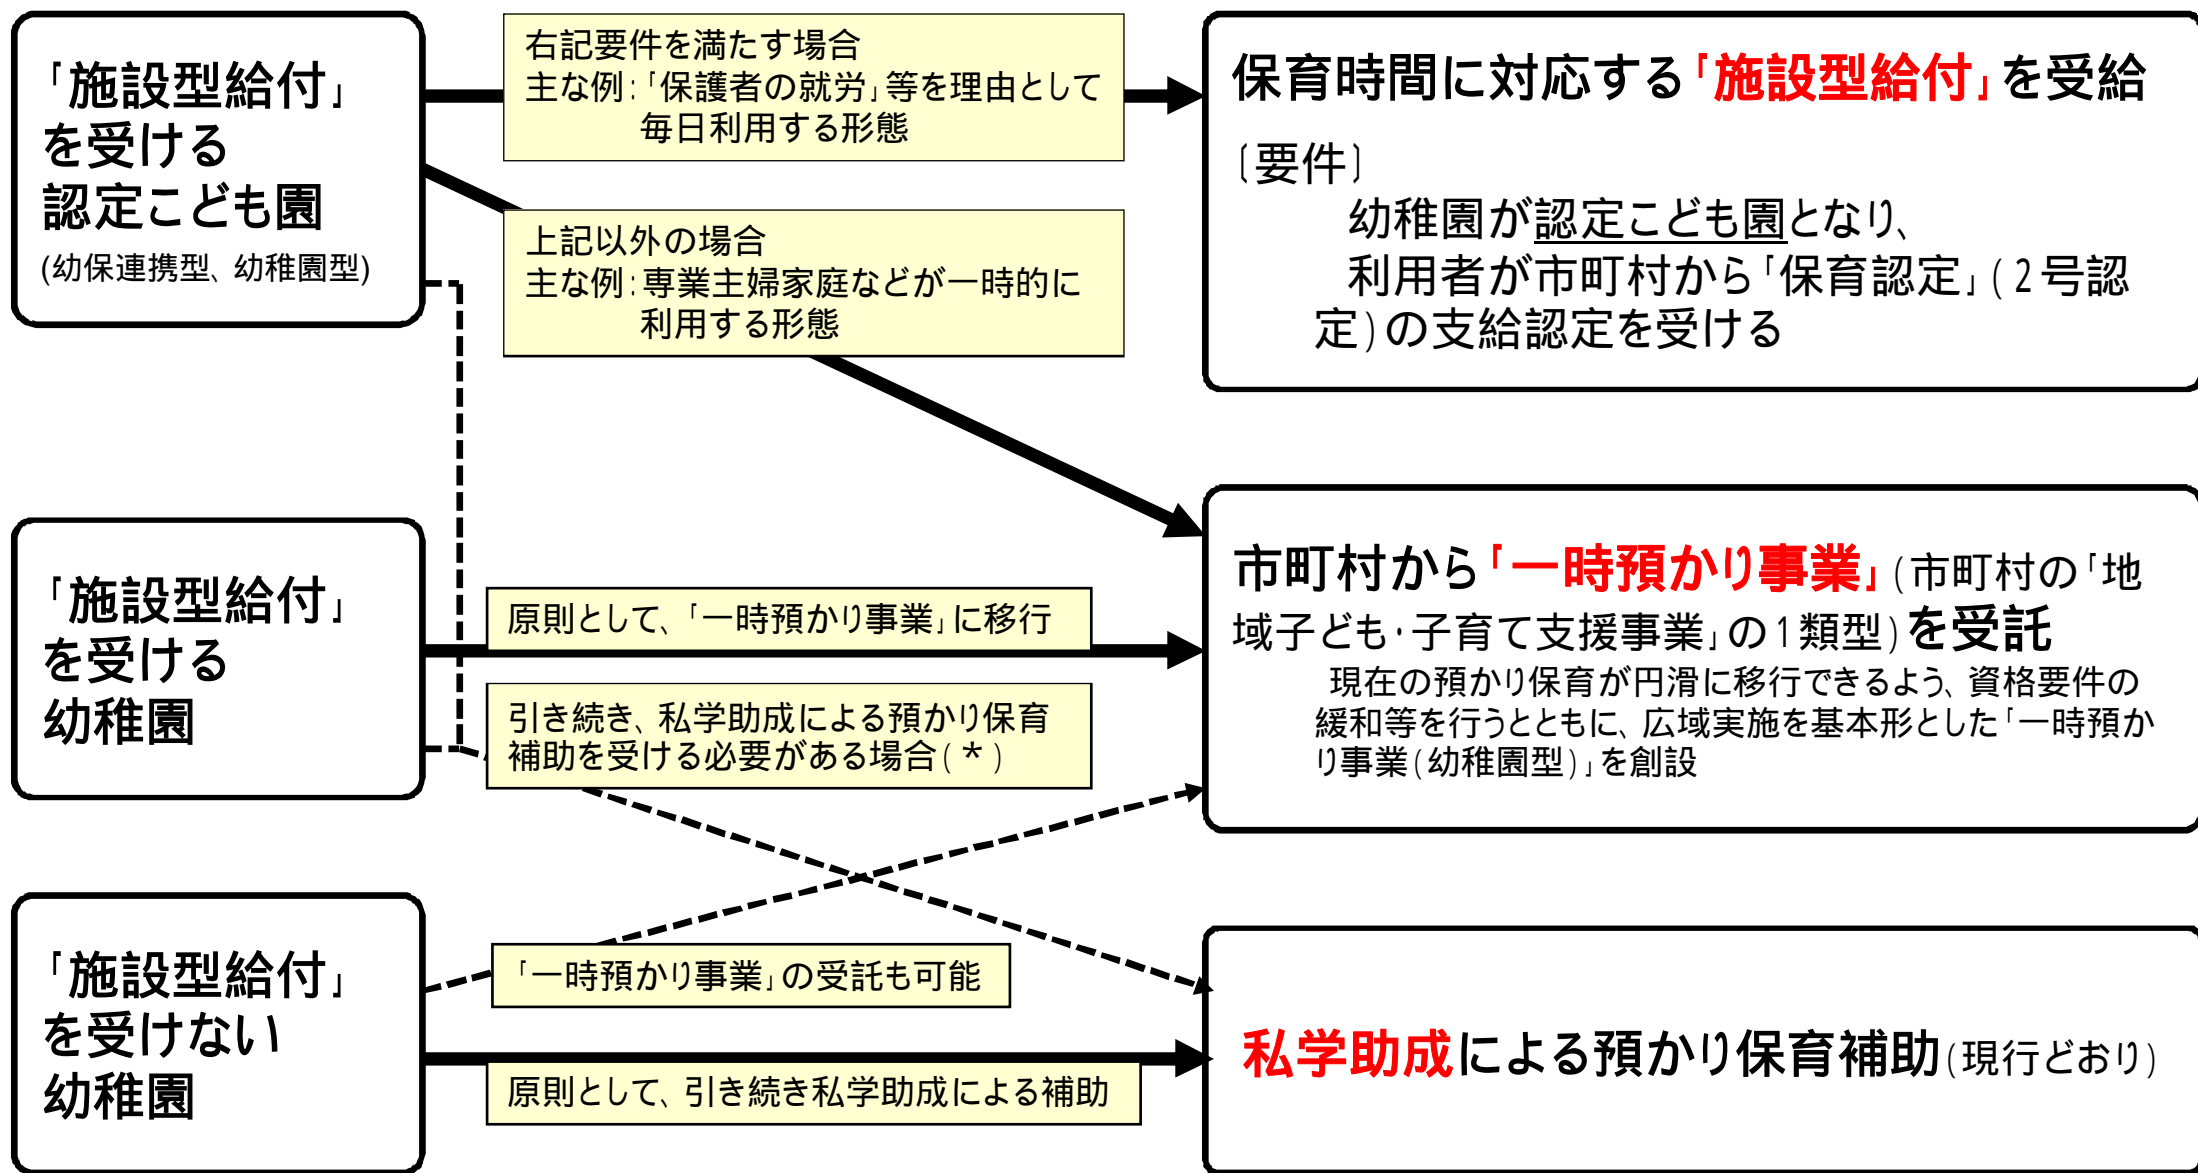 「施設型給付」
を受ける
認定こども園
(幼保連携型、幼稚園型)
右記要件を満たす場合
主な例:「保護者の就労」等を理由として
毎日利用する形態
上記以外の場合
主な例:専業主婦家庭などが一時的に
利用する形態
保育時間に対応する「施設型給付」を受給
〔要件〕
幼稚園が認定こども園となり、
利用者が市町村から「保育認定」(2号認
定)の支給認定を受ける
「施設型給付」
を受ける
幼稚園
原則として、「一時預かり事業」に移行
引き続き、私学助成による預かり保育
補助を受ける必要がある場合(*)
市町村から「一時預かり事業」(市町村の「地
域子ども・子育て支援事業」の1類型)を受託
現在の預かり保育が円滑に移行できるよう、資格要件の
緩和等を行うとともに、広域実施を基本形とした「一時預か
り事業(幼稚園型)」を創設
「施設型給付」
を受けない
幼稚園
「一時預かり事業」の受託も可能
原則として、引き続き私学助成による補助
私学助成による預かり保育補助(現行どおり)